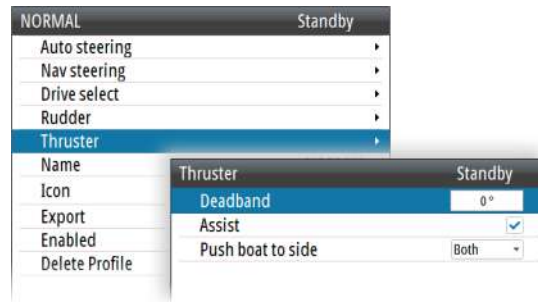 NORMAL Standby
Auto steering
Nav steering
Drive select
Rudder
Thruster
Name
Icon
Export
Enabled
Delete Profile
Thruster Standby
Deadband 0°
Assist
Push boat to side Both